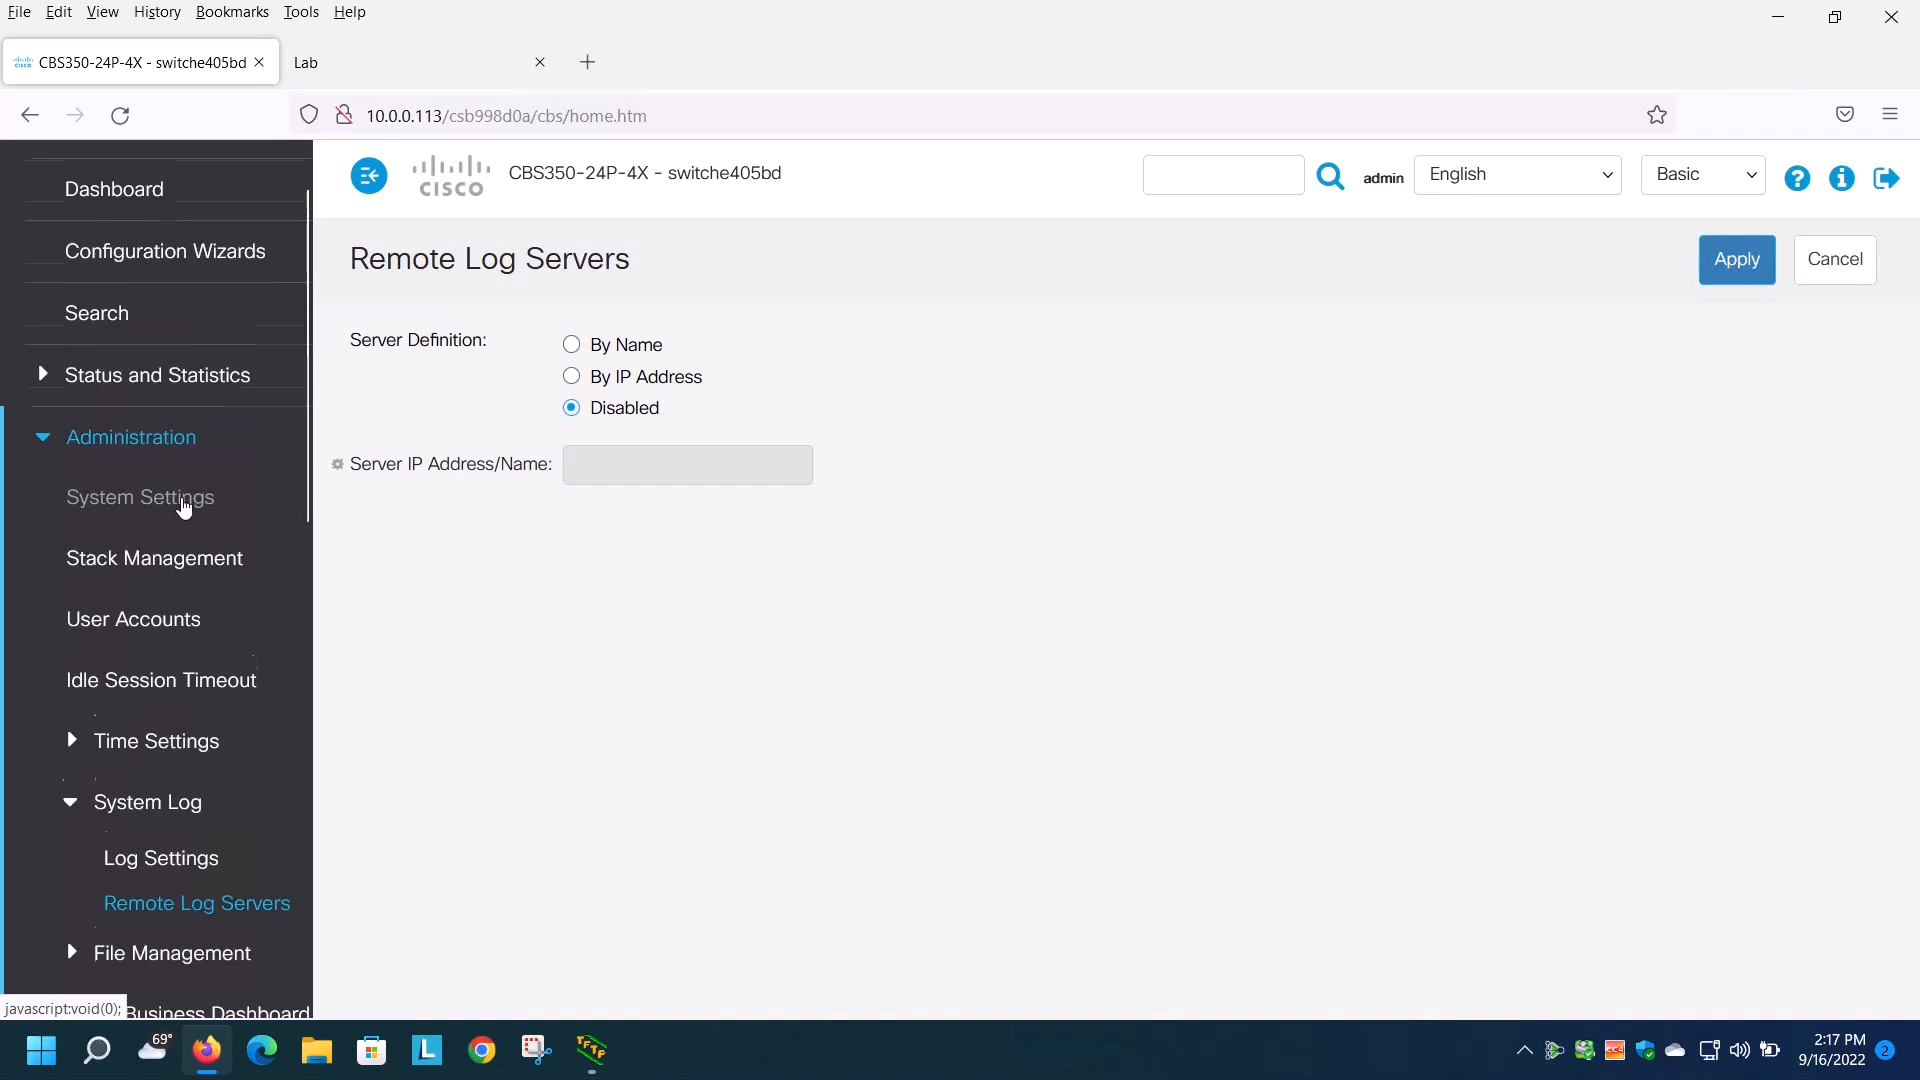 File Edit View History Bookmarks Tools Help
CBS350-24P-4X - switche405bd
Lab
10.0.0.113/csb998d0a/cbs/home.htm
CISCO
CBS350-24P-4X - switche405bd
admin
English
Basic
Dashboard
Configuration Wizards
Search
Status and Statistics
Administration
System Settings
Stack Management
User Accounts
Idle Session Timeout
Time Settings
System Log
Log Settings
Remote Log Servers
File Management
Business Dashboard
javascript:void(0);
Remote Log Servers
Apply
Cancel
Server Definition:
By Name
By IP Address
Disabled
Server IP Address/Name:
69°
L
TFTP
2:17 PM
9/16/2022
2